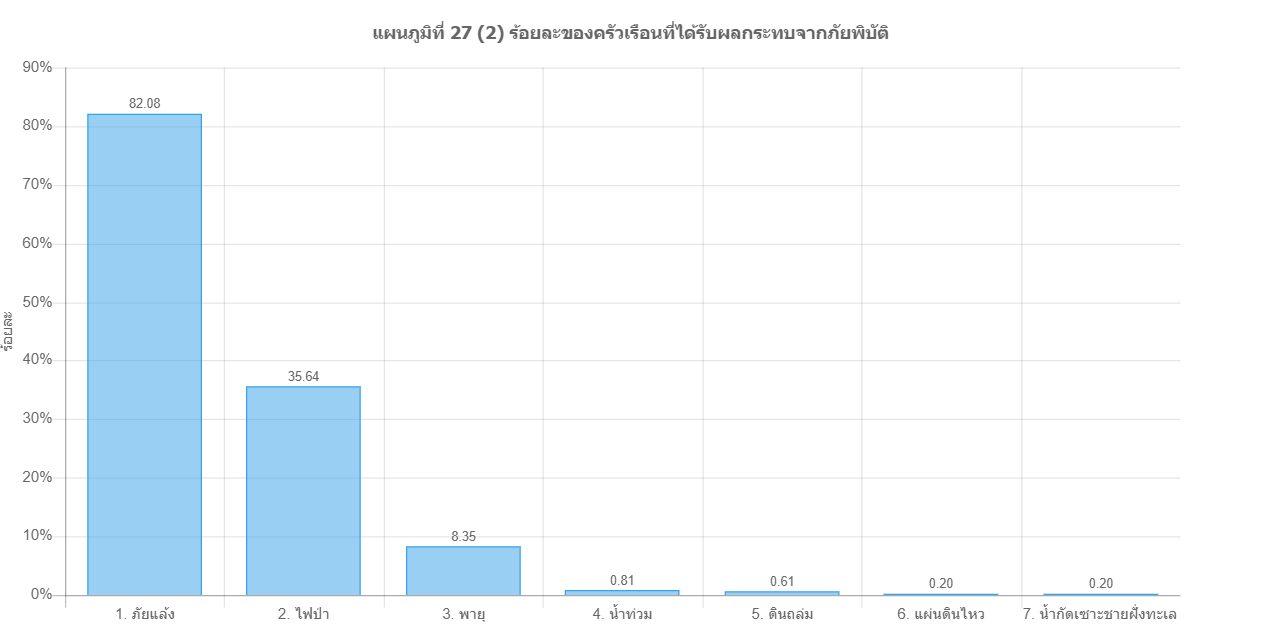 แผนภูมิที่ 27 (2) ร้อยละของครัวเรือนที่ได้รับผลกระทบจากภัยพิบัติ
90%
80%
70%
60%
50%
40%
30%
20%
10%
0%
ร้อยละ
82.08
35.64
8.35
0.81
0.61
0.20
0.20
1. ภัยแล้ง
2. ไฟป่า
3. พายุ
4. น้ำท่วม
5. ดินถล่ม
6. แผ่นดินไหว
7. น้ำกัดเซาะชายฝั่งทะเล